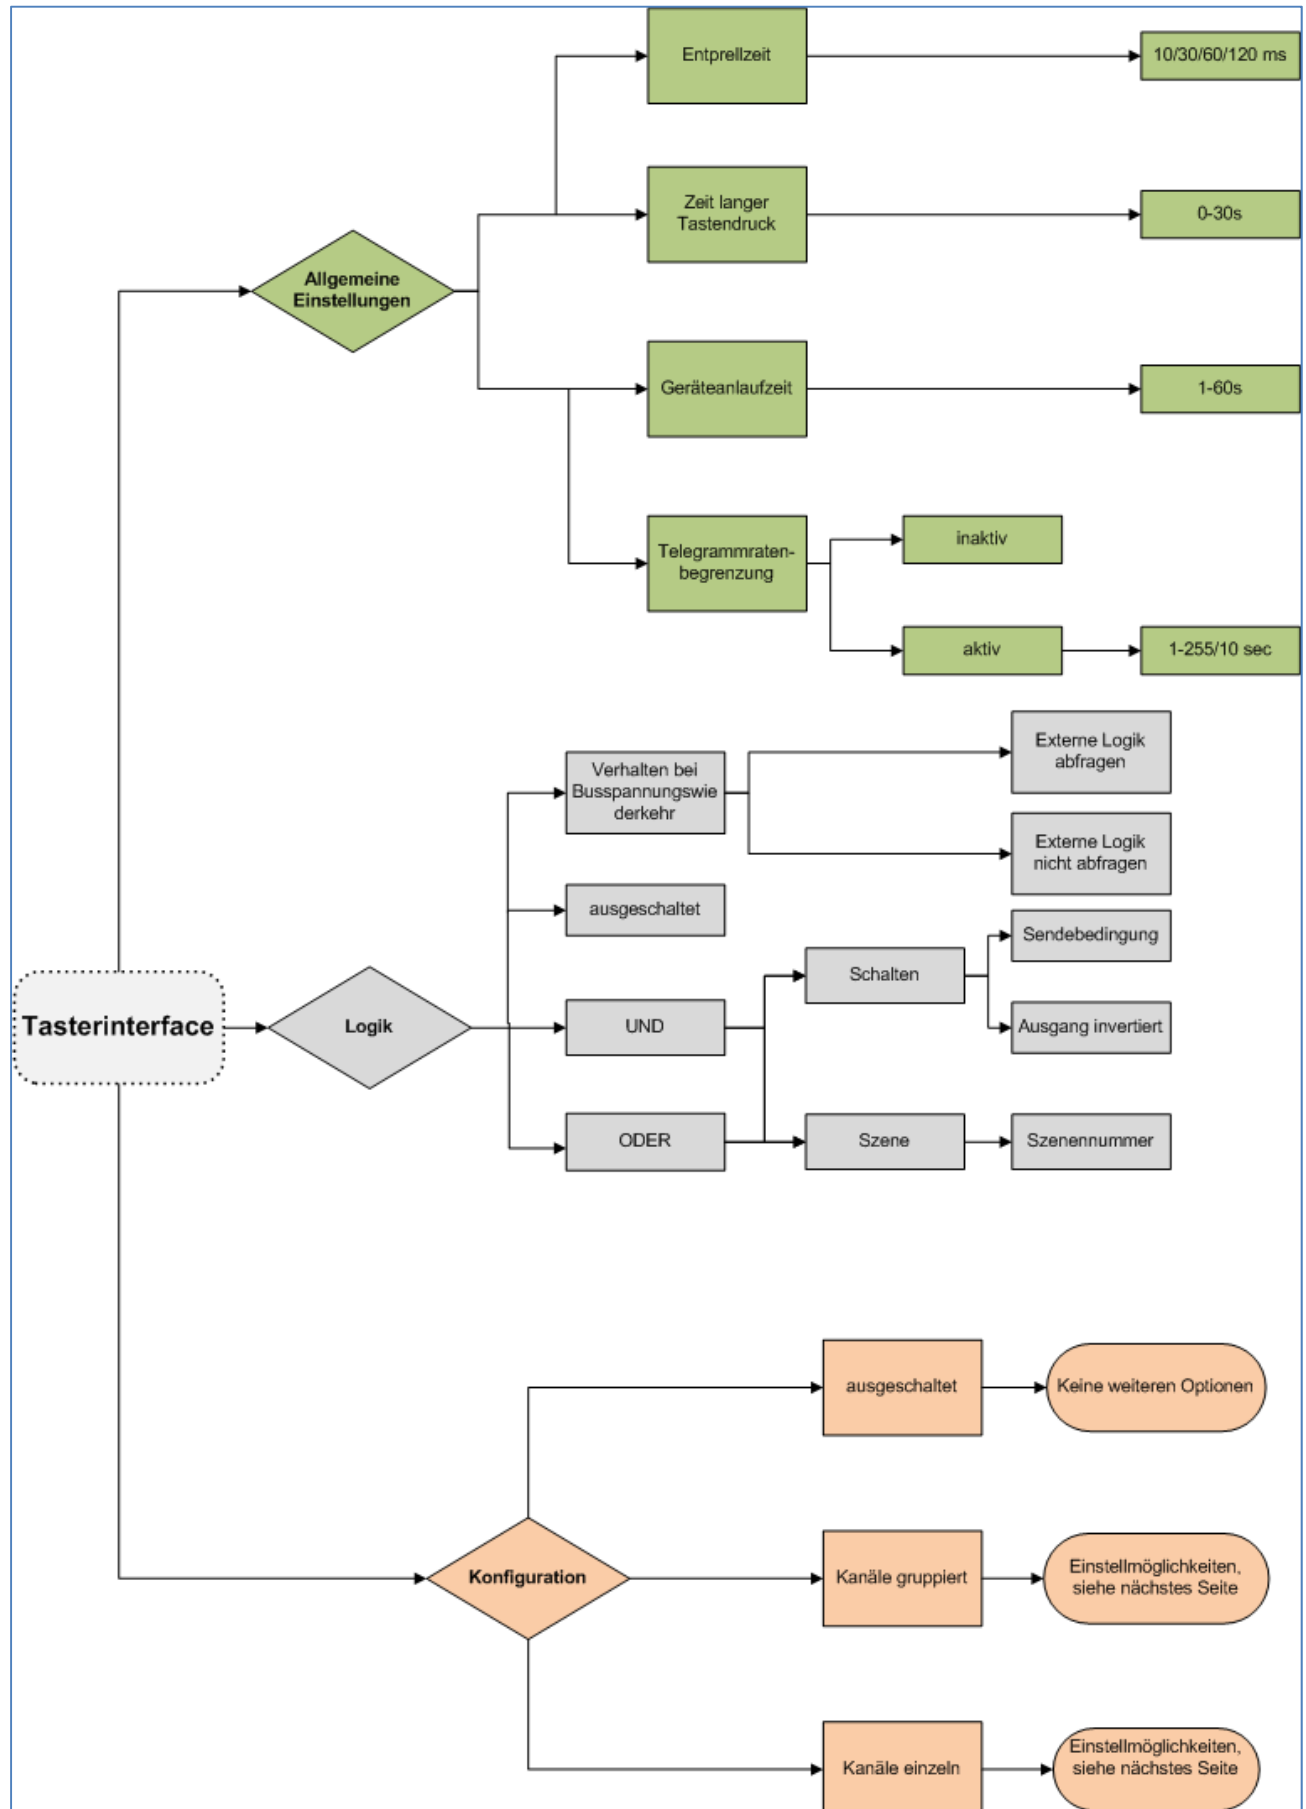 Entprellzeit
10/30/60/120 ms
Zeit langer
Tastendruck
0-30s
Allgemeine
Einstellungen
Geräteanlaufzeit
1-60s
Telegrammraten-
begrenzung
inaktiv
aktiv
1-255/10 sec
Verhalten bei
Busspannungswie
derkehr
Externe Logik
abfragen
Externe Logik
nicht abfragen
ausgeschaltet
Schalten
Sendebedingung
Tasterinterface
Logik
UND
Ausgang invertiert
ODER
Szene
Szenennummer
ausgeschaltet
Keine weiteren Optionen
Konfiguration
Kanäle gruppiert
Einstellmöglichkeiten,
siehe nächstes Seite
Kanäle einzeln
Einstellmöglichkeiten,
siehe nächstes Seite